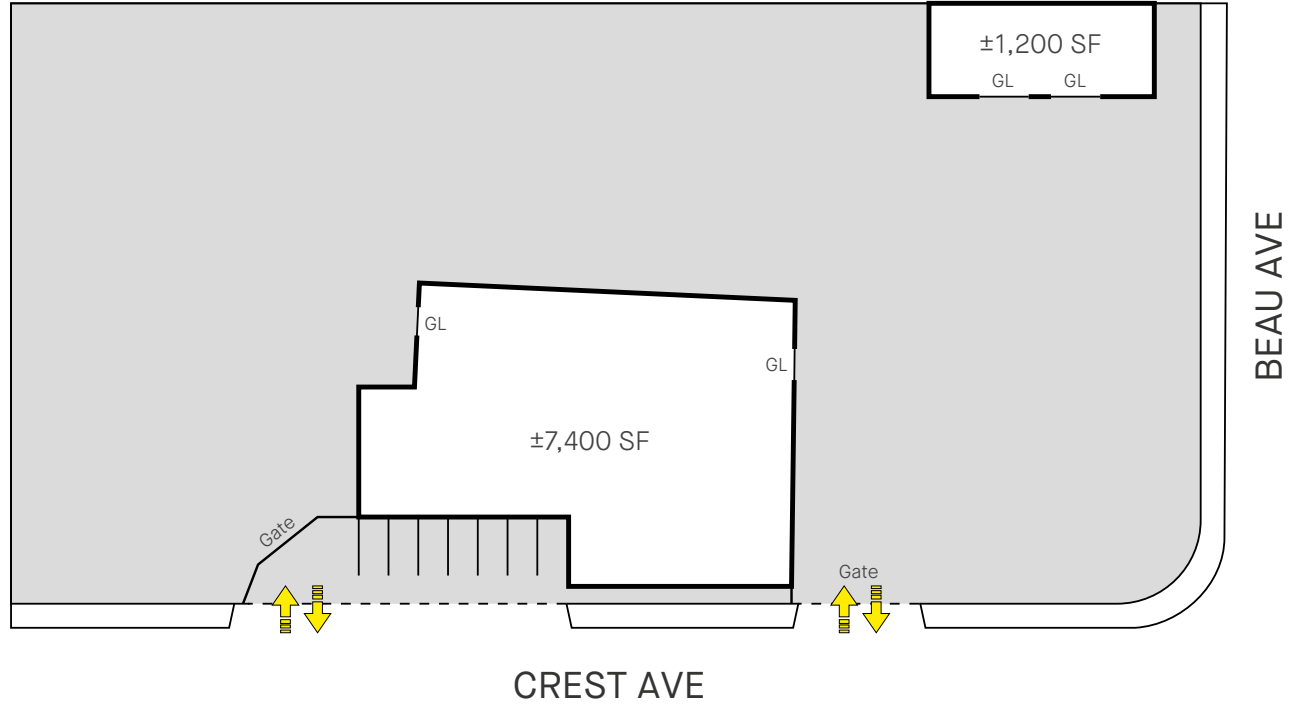 ±1,200 SF
GL GL
BEAU AVE
GL
GL
±7,400 SF
Gate
Gate
CREST AVE